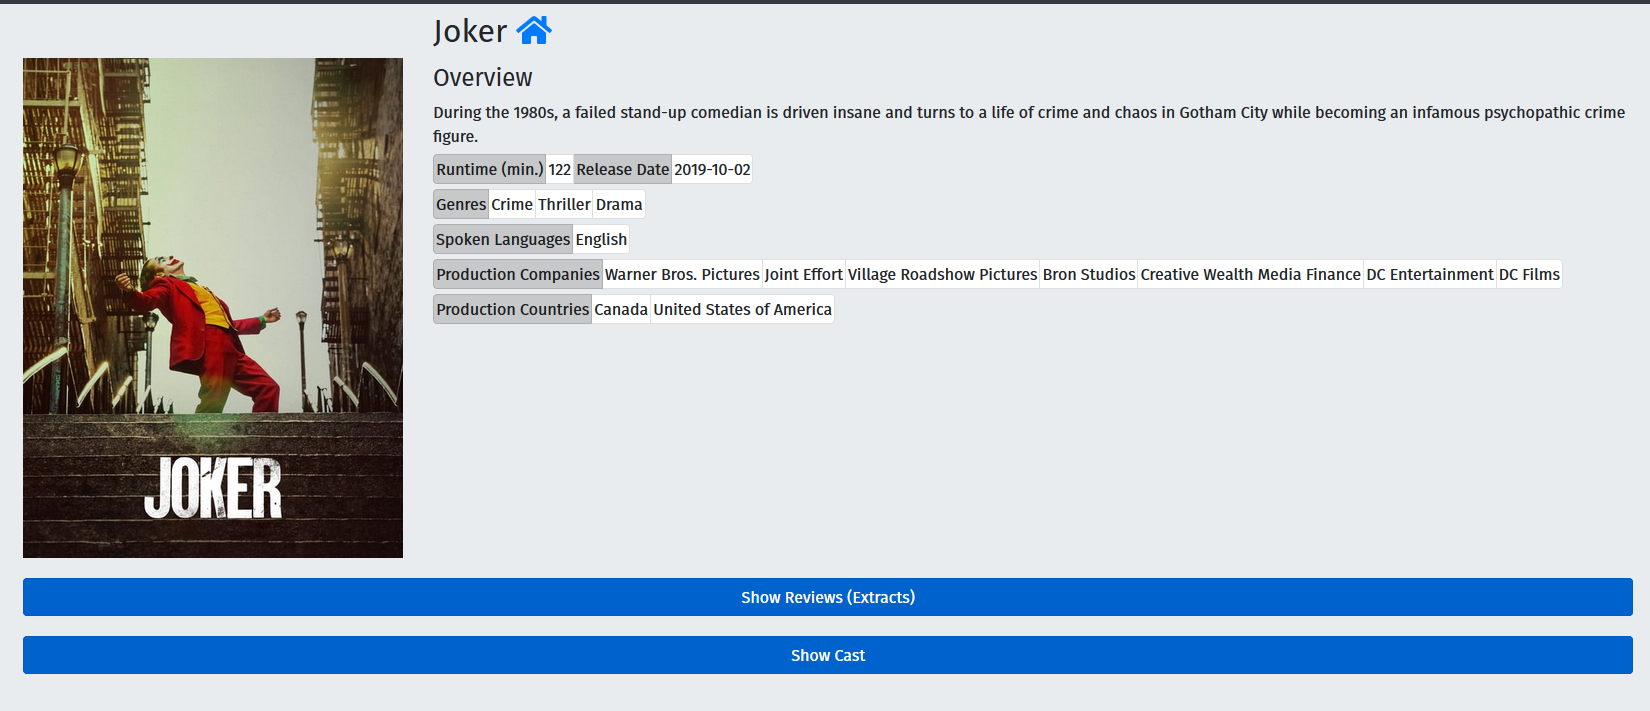 Joker
Overview
During the 1980s, a failed stand-up comedian is driven insane and turns to a life of crime and chaos in Gotham City while becoming an infamous psychopathic crime
figure.
Runtime (min.) 122 Release Date 2019-10-02
Genres Crime Thriller Drama
Spoken Languages English
Production Companies Warner Bros. Pictures Joint Effort Village Roadshow Pictures Bron Studios Creative Wealth Media Finance DC Entertainment DC Films
Production Countries Canada United States of America
JOKER
Show Reviews (Extracts)
Show Cast